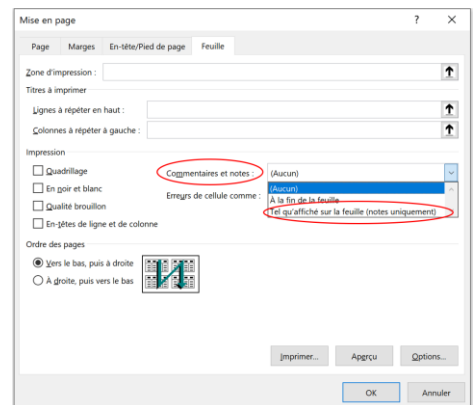 Mise en page ? ×
Page Marges En-tête/Pied de page Feuille
Zone d'impression :
Titres à imprimer
Lignes à répéter en haut :
Colonnes à répéter à gauche :
Impression
Quadrillage Commentaires et notes : (Aucun)
(Aucun)
En noir et blanc Erreurs de cellule comme : À la fin de la feuille
Qualité brouillon Tel qu'affiché sur la feuille (notes uniquement)
En-têtes de ligne et de colonne
Ordre des pages
Vers le bas, puis à droite
À droite, puis vers le bas
Imprimer... Aperçu Options...
OK Annuler